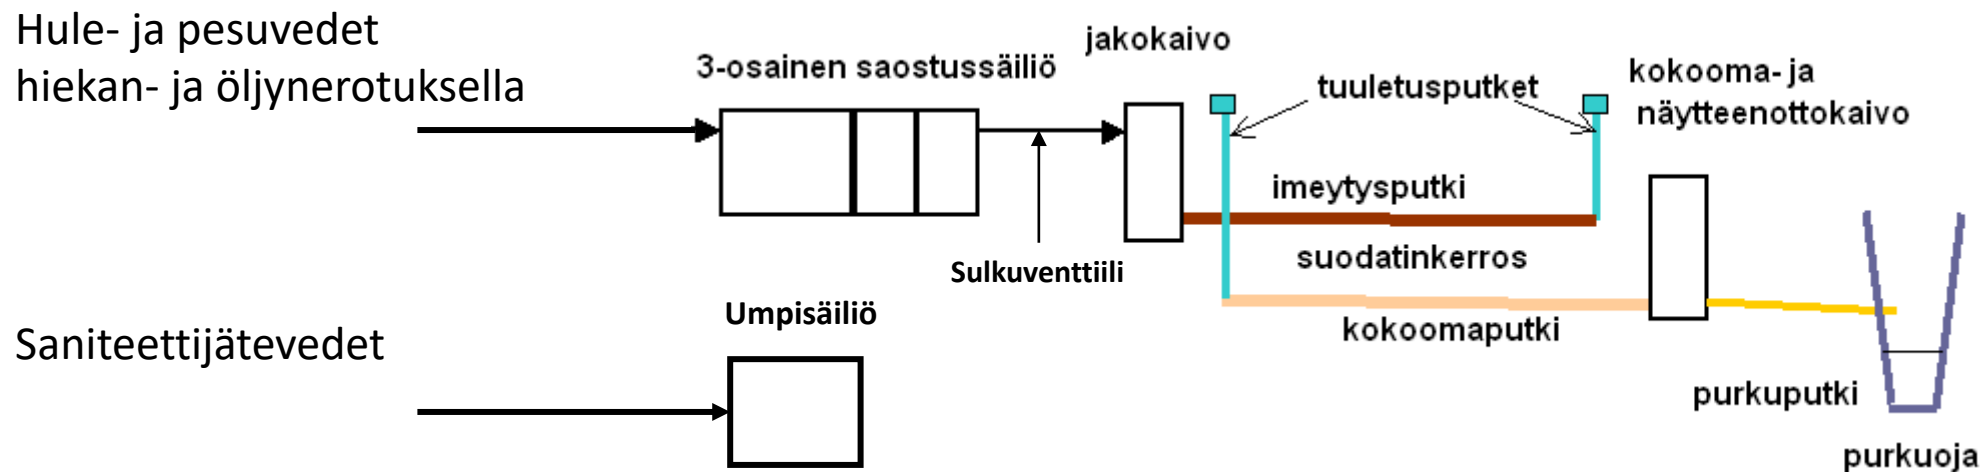 Hule- ja pesuvedet
hiekan- ja öljynerotuksella
3-osainen saostussäiliö
jakokaivo
tuuletusputket
kokooma- ja
näytteenottokaivo
imeytysputki
suodatinkerros
Sulkuventtiili
kokoomaputki
Umpisäiliö
Saniteettijätevedet
purkuputki
purkuoja